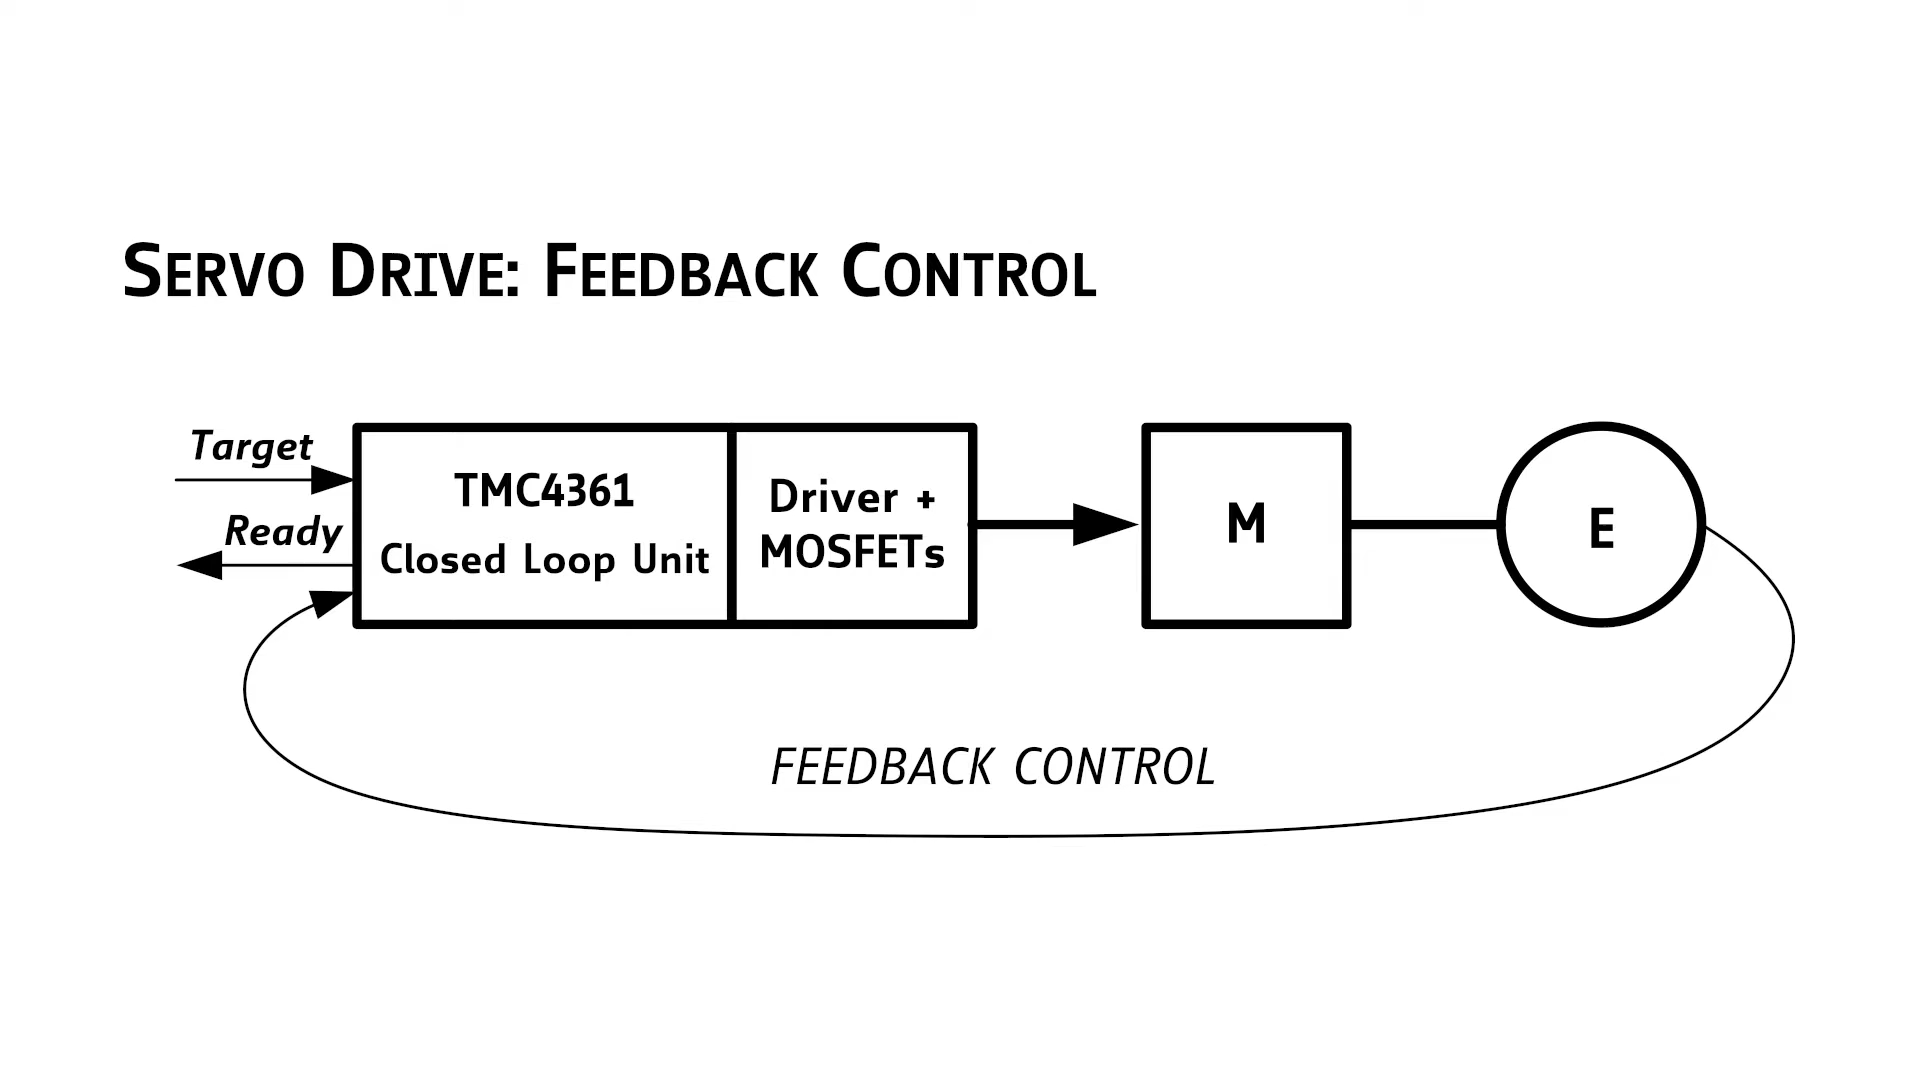 SERVO DRIVE: FEEDBACK CONTROL
Target
Ready
TMC4361
Closed Loop Unit
Driver +
MOSFETs
M
E
FEEDBACK CONTROL